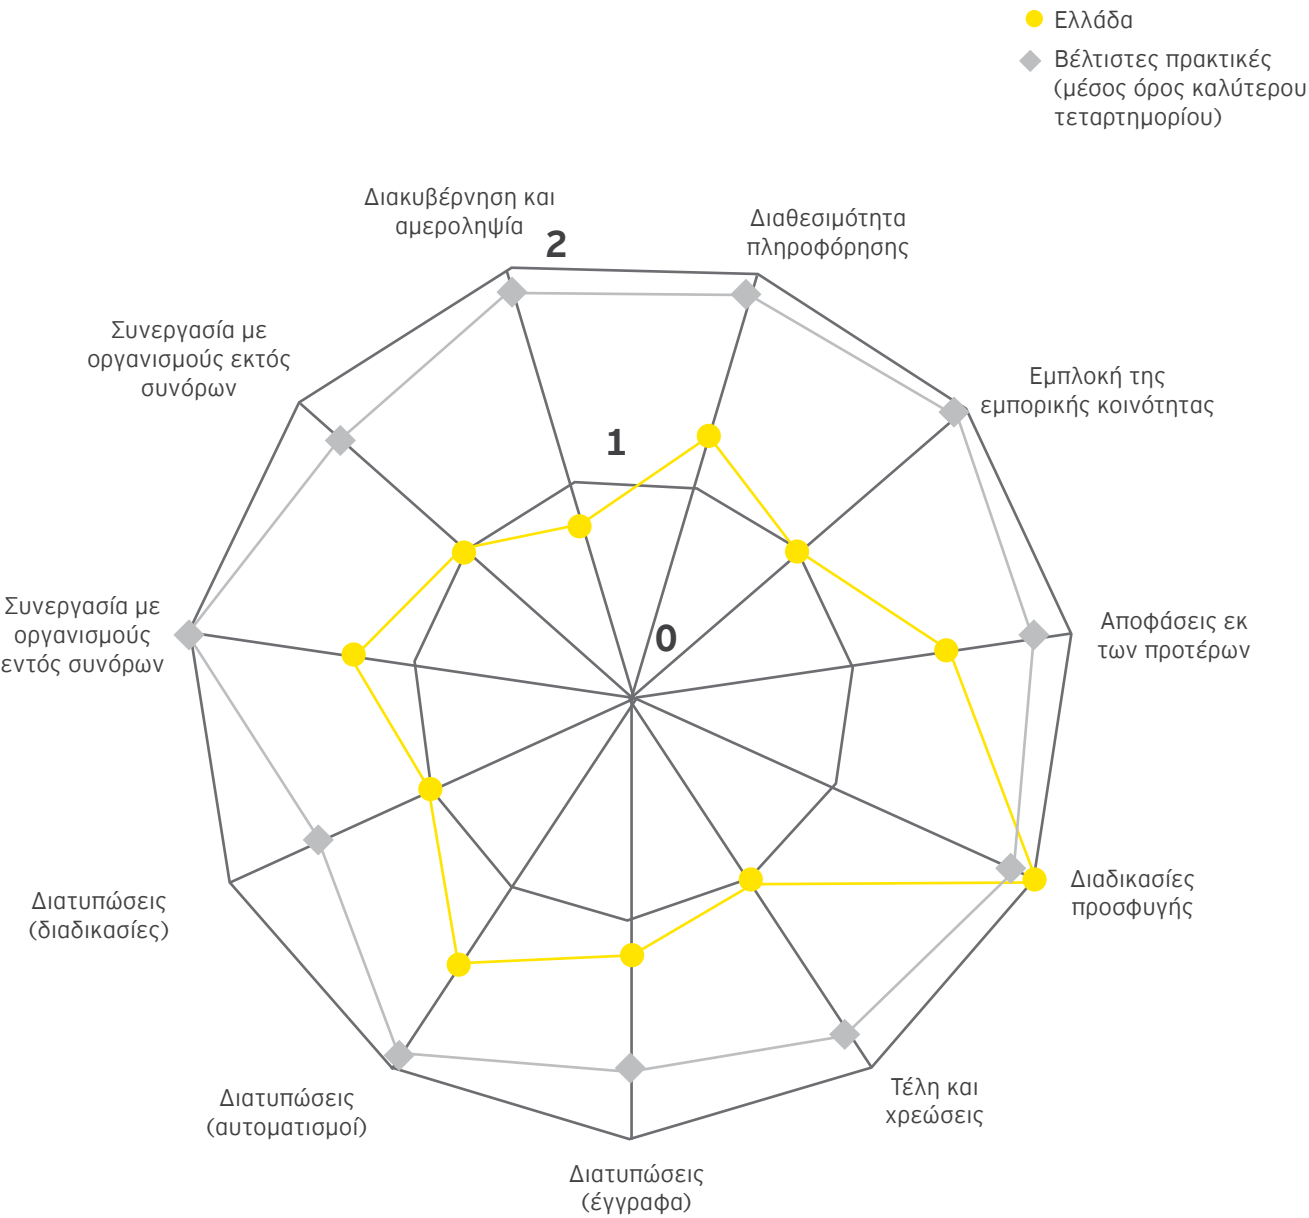 Ελλάδα
Βέλτιστες πρακτικές
(μέσος όρος καλύτερου
τεταρτημορίου)
Διακυβέρνηση και
αμεροληψία
2
Διαθεσιμότητα
πληροφόρησης
Συνεργασία με
οργανισμούς εκτός
συνόρων
Εμπλοκή της
εμπορικής κοινότητας
1
Συνεργασία με
οργανισμούς
εντός συνόρων
0
Αποφάσεις εκ
των προτέρων
Διατυπώσεις
(διαδικασίες)
Διαδικασίες
προσφυγής
Διατυπώσεις
(αυτοματισμοί)
Τέλη και
χρεώσεις
Διατυπώσεις
(έγγραφα)